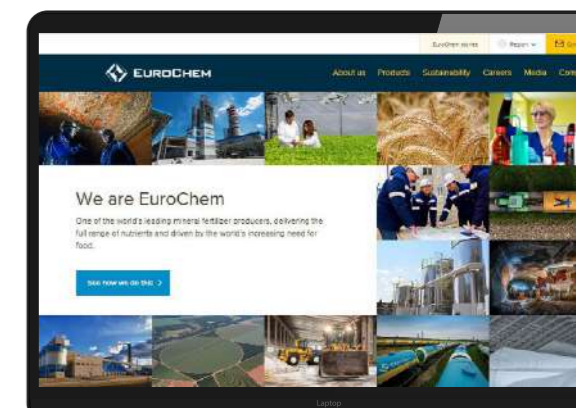 EuroChem sites
Region
EUROCHEM
About us Products Sustainability Careers Media
We are EuroChem
One of the world's leading mineral fertilizer producers, delivering the
full range of nutrients and driven by the world's increasing need for
food.
See how we do this >
Laptop